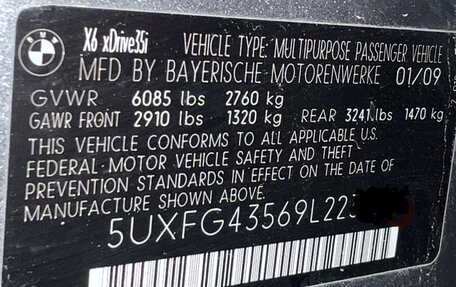 BMW
X6 xDrive35i
VEHICLE TYPE: MULTIPURPOSE PASSENGER VEHICLE
MFD BY BAYERISCHE MOTORENWERKE 01/09
GVWR 6085 lbs 2760 kg
GAWR FRONT 2910 lbs 1320 kg REAR 3241.lbs 1470 kg
THIS VEHICLE CONFORMS TO ALL APPLICABLE U.S.
FEDERAL MOTOR VEHICLE SAFETY AND THEFT
PREVENTION STANDARDS IN EFFECT ON THE DATE OF
MANUFACTURE SHOWN ABOVE.
5UXFG43569L22